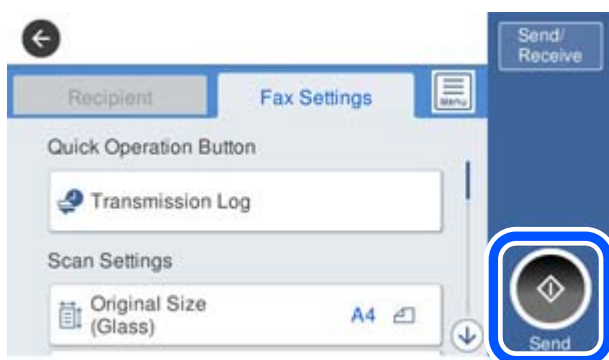 Send/
Receive
Recipient
Fax Settings
Menu
Quick Operation Button
Transmission Log
Scan Settings
Original Size
(Glass)
A4
Send